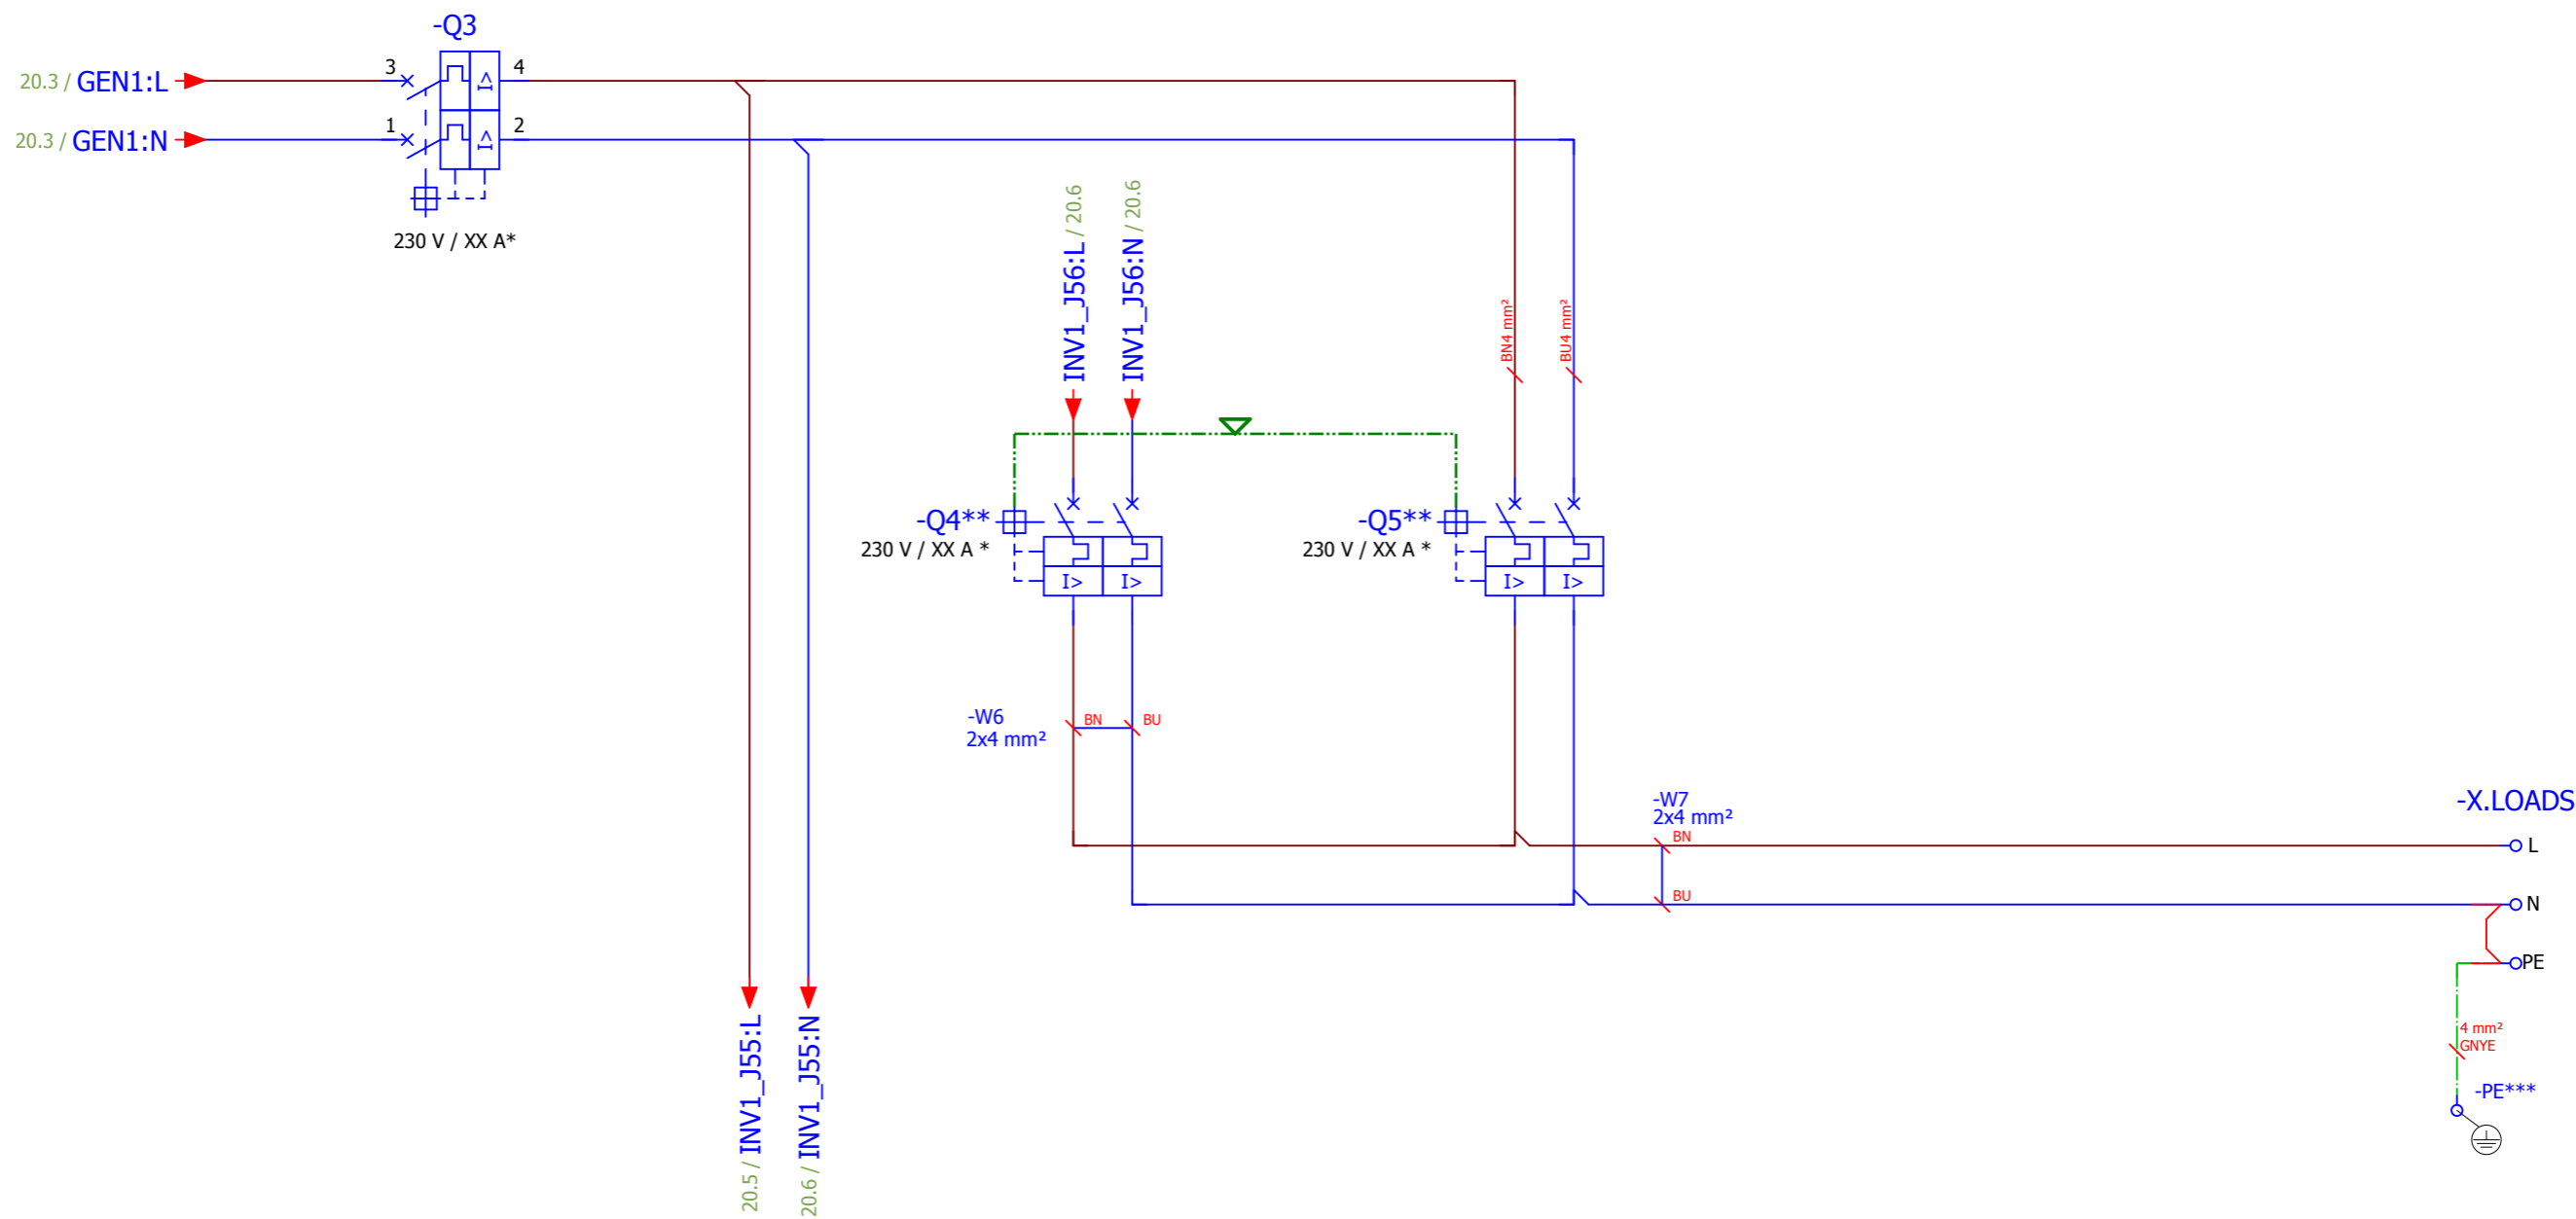 -Q3
20.3 / GEN1:L
3
4
I>
20.3 / GEN1:N
1
2
I>
230 V / XX A*
INV1_J56:L / 20.6
INV1_J56:N / 20.6
BN4 mm²
BU4 mm²
-Q4**
230 V / XX A *
I>
I>
-Q5**
230 V / XX A *
I>
I>
-W6
2x4 mm²
BN
BU
-W7
2x4 mm²
BN
BU
-X.LOADS
L
N
PE
4 mm²
GNYE
-PE***
20.5 / INV1_J55:L
20.6 / INV1_J55:N